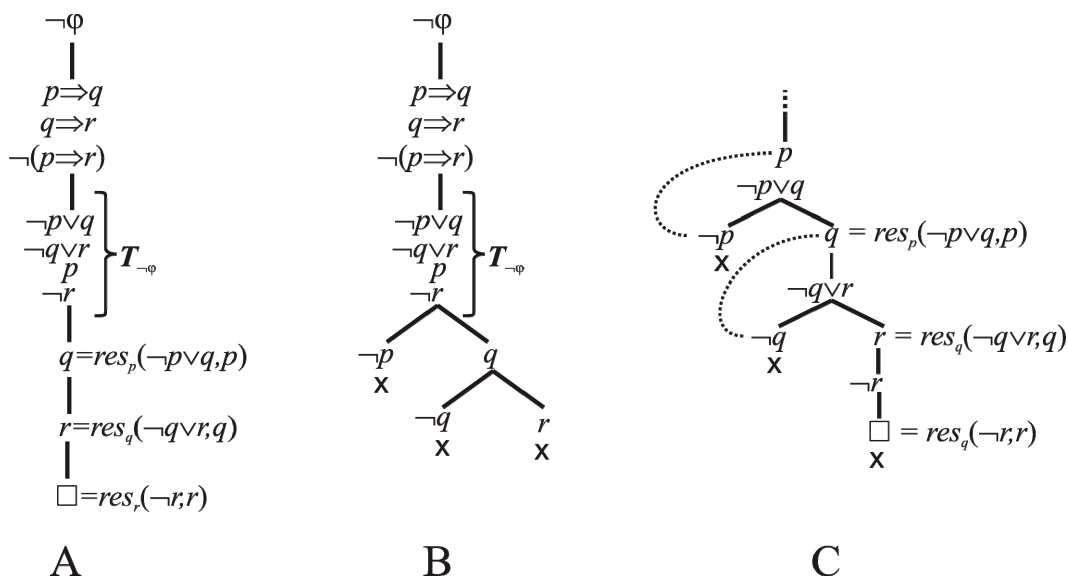 ¬φ
p⇒q
q⇒r
¬(p⇒r)
¬p∨q
¬q∨r
p
¬r
T¬φ
q=resp(¬p∨q,p)
r=resq(¬q∨r,q)
□=resr(¬r,r)
A
¬φ
p⇒q
q⇒r
¬(p⇒r)
¬p∨q
¬q∨r
p
¬r
T¬φ
¬p q
x
¬q r
x x
B
p
¬p∨q
¬p q = resp(¬p∨q,p)
x
¬q∨r
¬q r = resq(¬q∨r,q)
x
¬r
□ = resq(¬r,r)
x
C